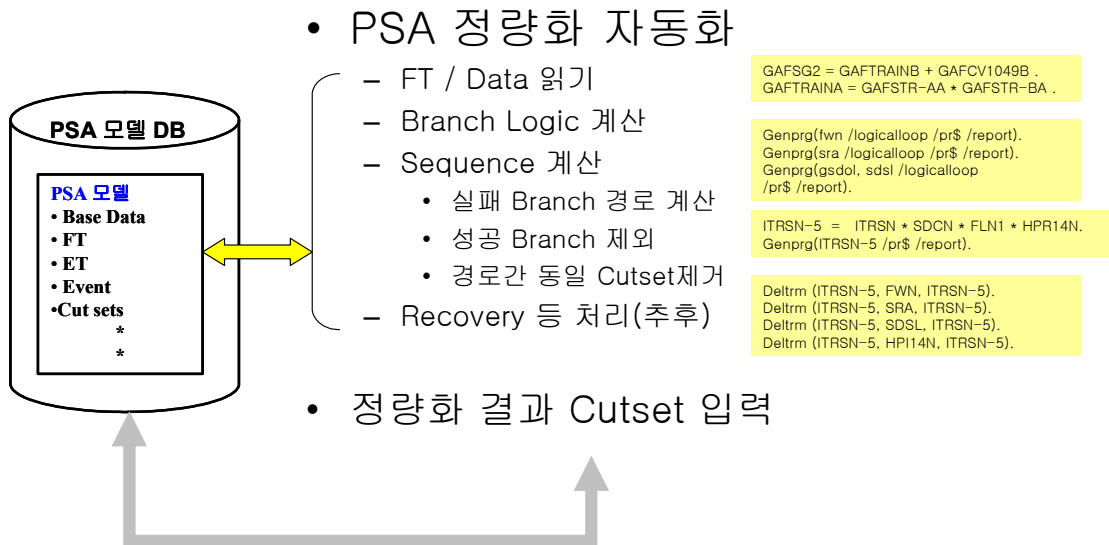 • PSA 정량화 자동화
– FT / Data 읽기
– Branch Logic 계산
– Sequence 계산
• 실패 Branch 경로 계산
• 성공 Branch 제외
• 경로간 동일 Cutset제거
– Recovery 등 처리(추후)
• 정량화 결과 Cutset 입력
PSA 모델 DB
PSA 모델
• Base Data
• FT
• ET
• Event
•Cut sets
*
*
GAFSG2 = GAFTRAINB + GAFCV1049B .
GAFTRAINA = GAFSTR-AA * GAFSTR-BA .
Genprg(fwn /logicalloop /pr$ /report).
Genprg(sra /logicalloop /pr$ /report).
Genprg(gsdol, sdsl /logicalloop
/pr$ /report).
ITRSN-5 = ITRSN * SDCN * FLN1 * HPR14N.
Genprg(ITRSN-5 /pr$ /report).
Deltrm (ITRSN-5, FWN, ITRSN-5).
Deltrm (ITRSN-5, SRA, ITRSN-5).
Deltrm (ITRSN-5, SDSL, ITRSN-5).
Deltrm (ITRSN-5, HPI14N, ITRSN-5).